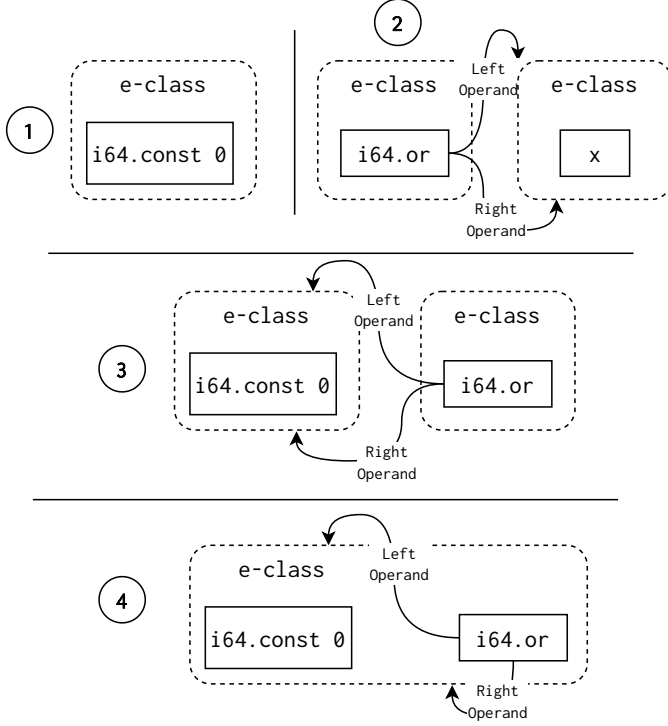 1
e-class
i64.const 0
2
e-class
i64.or
Left
Operand
Right
Operand
e-class
x
3
e-class
i64.const 0
Left
Operand
Right
Operand
e-class
i64.or
4
e-class
i64.const 0
Left
Operand
i64.or
Right
Operand